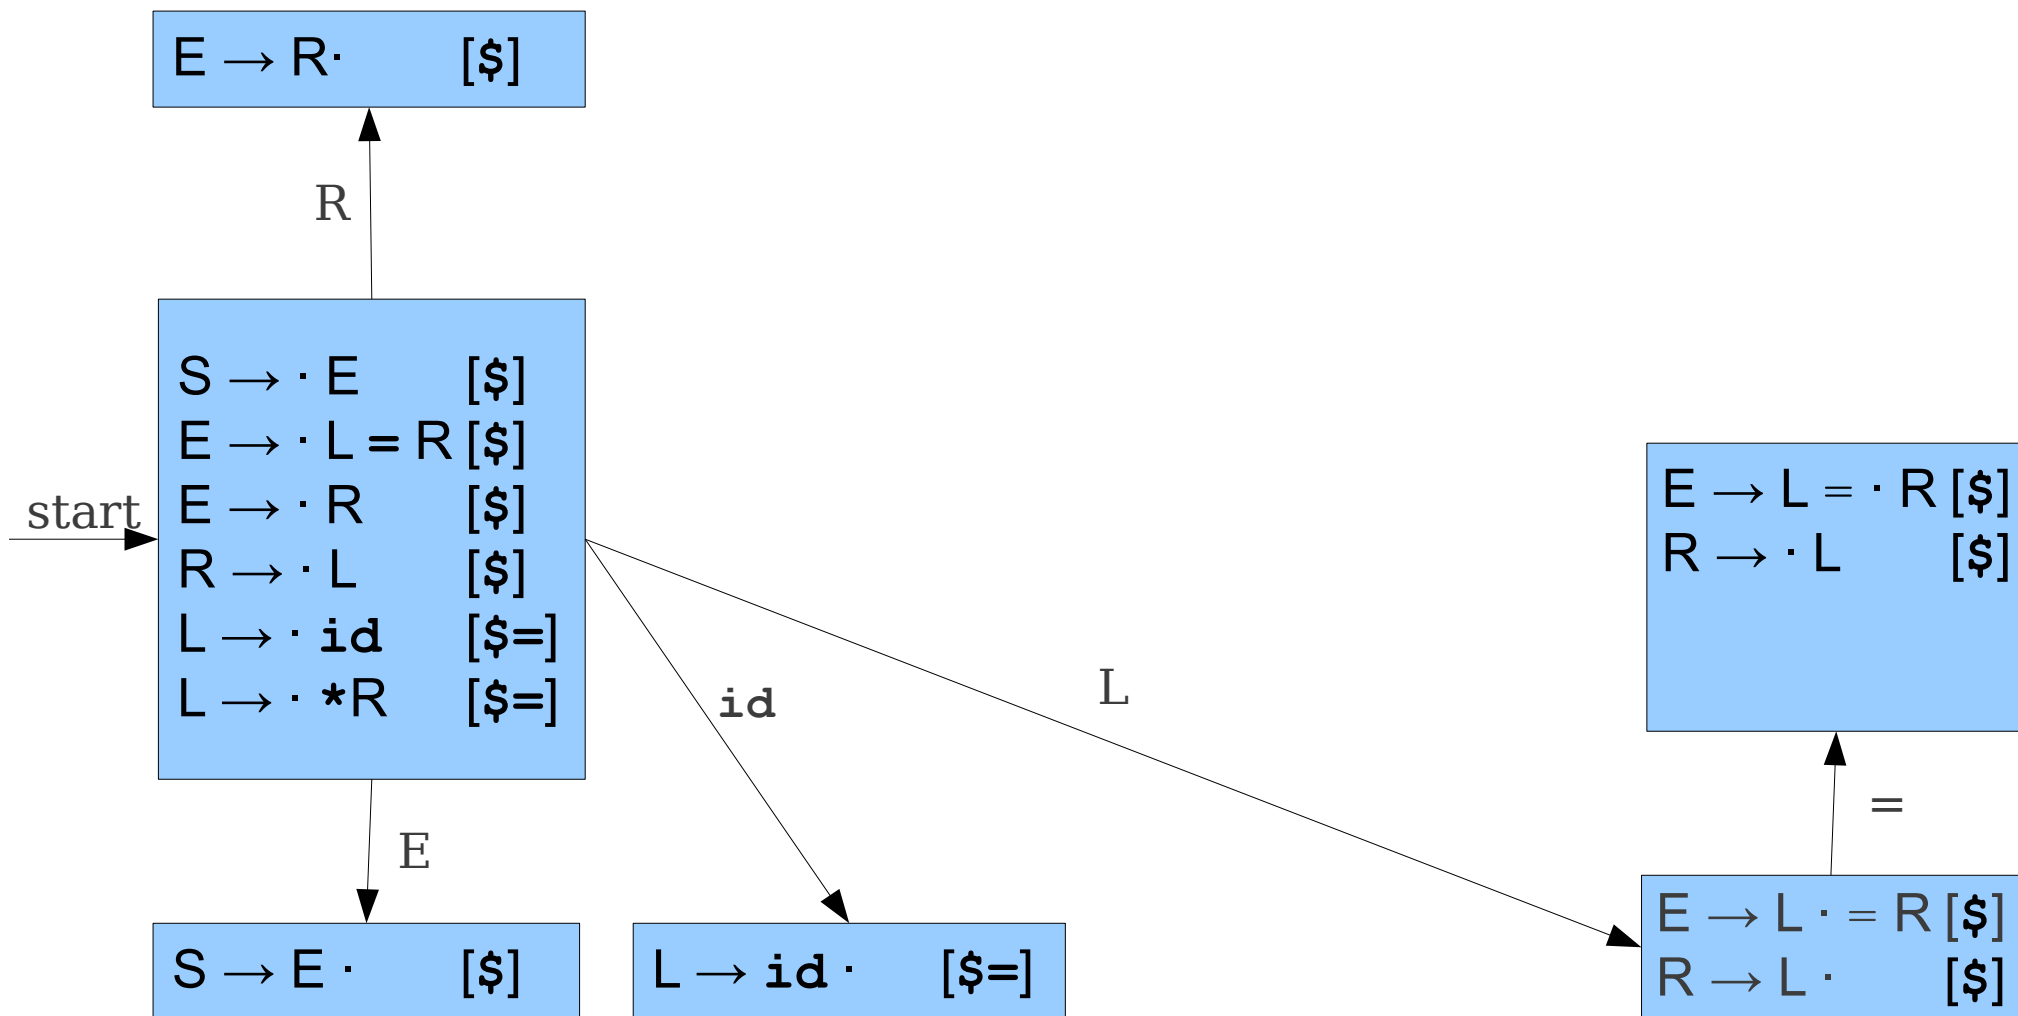 E → R· [$]
R
start
S → · E [$]
E → · L = R [$]
E → · R [$]
R → · L [$]
L → · id [$=]
L → · *R [$=]
E → L = · R [$]
R → · L [$]
id
L
=
E
S → E · [$]
L → id · [$=]
E → L · = R [$]
R → L · [$]